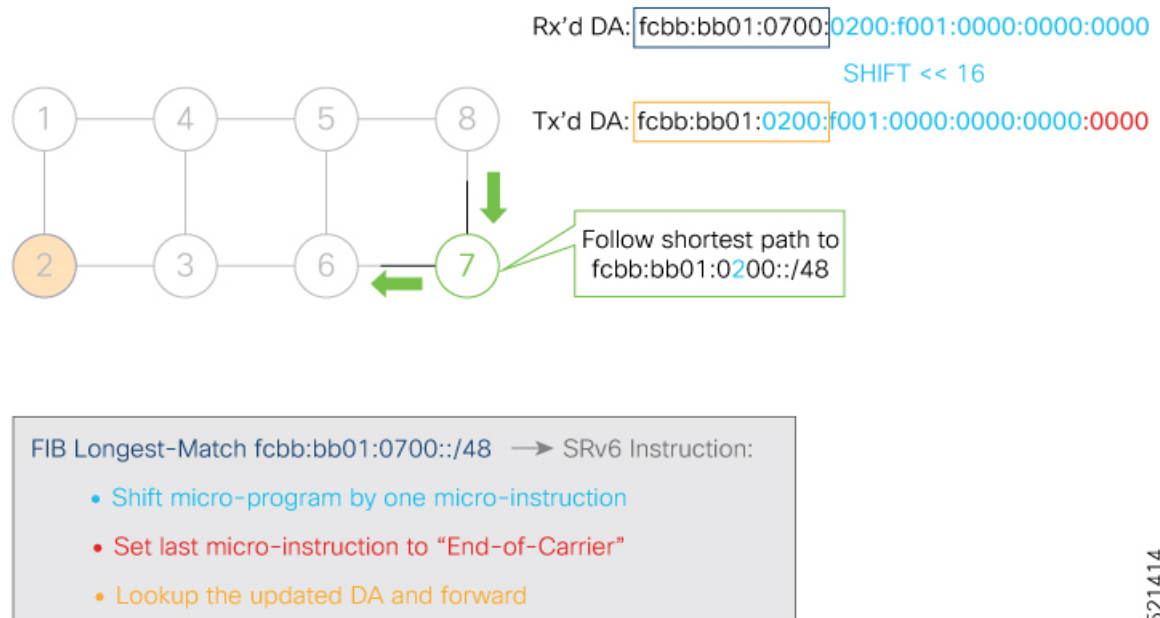 Rx'd DA: fcbb:bb01:0700:0200:f001:0000:0000:0000
SHIFT << 16
Tx'd DA: fcbb:bb01:0200:f001:0000:0000:0000:0000
1
4
5
8
2
3
6
7
Follow shortest path to
fcbb:bb01:0200::/48
FIB Longest-Match fcbb:bb01:0700::/48 → SRv6 Instruction:
• Shift micro-program by one micro-instruction
• Set last micro-instruction to “End-of-Carrier”
• Lookup the updated DA and forward
521414